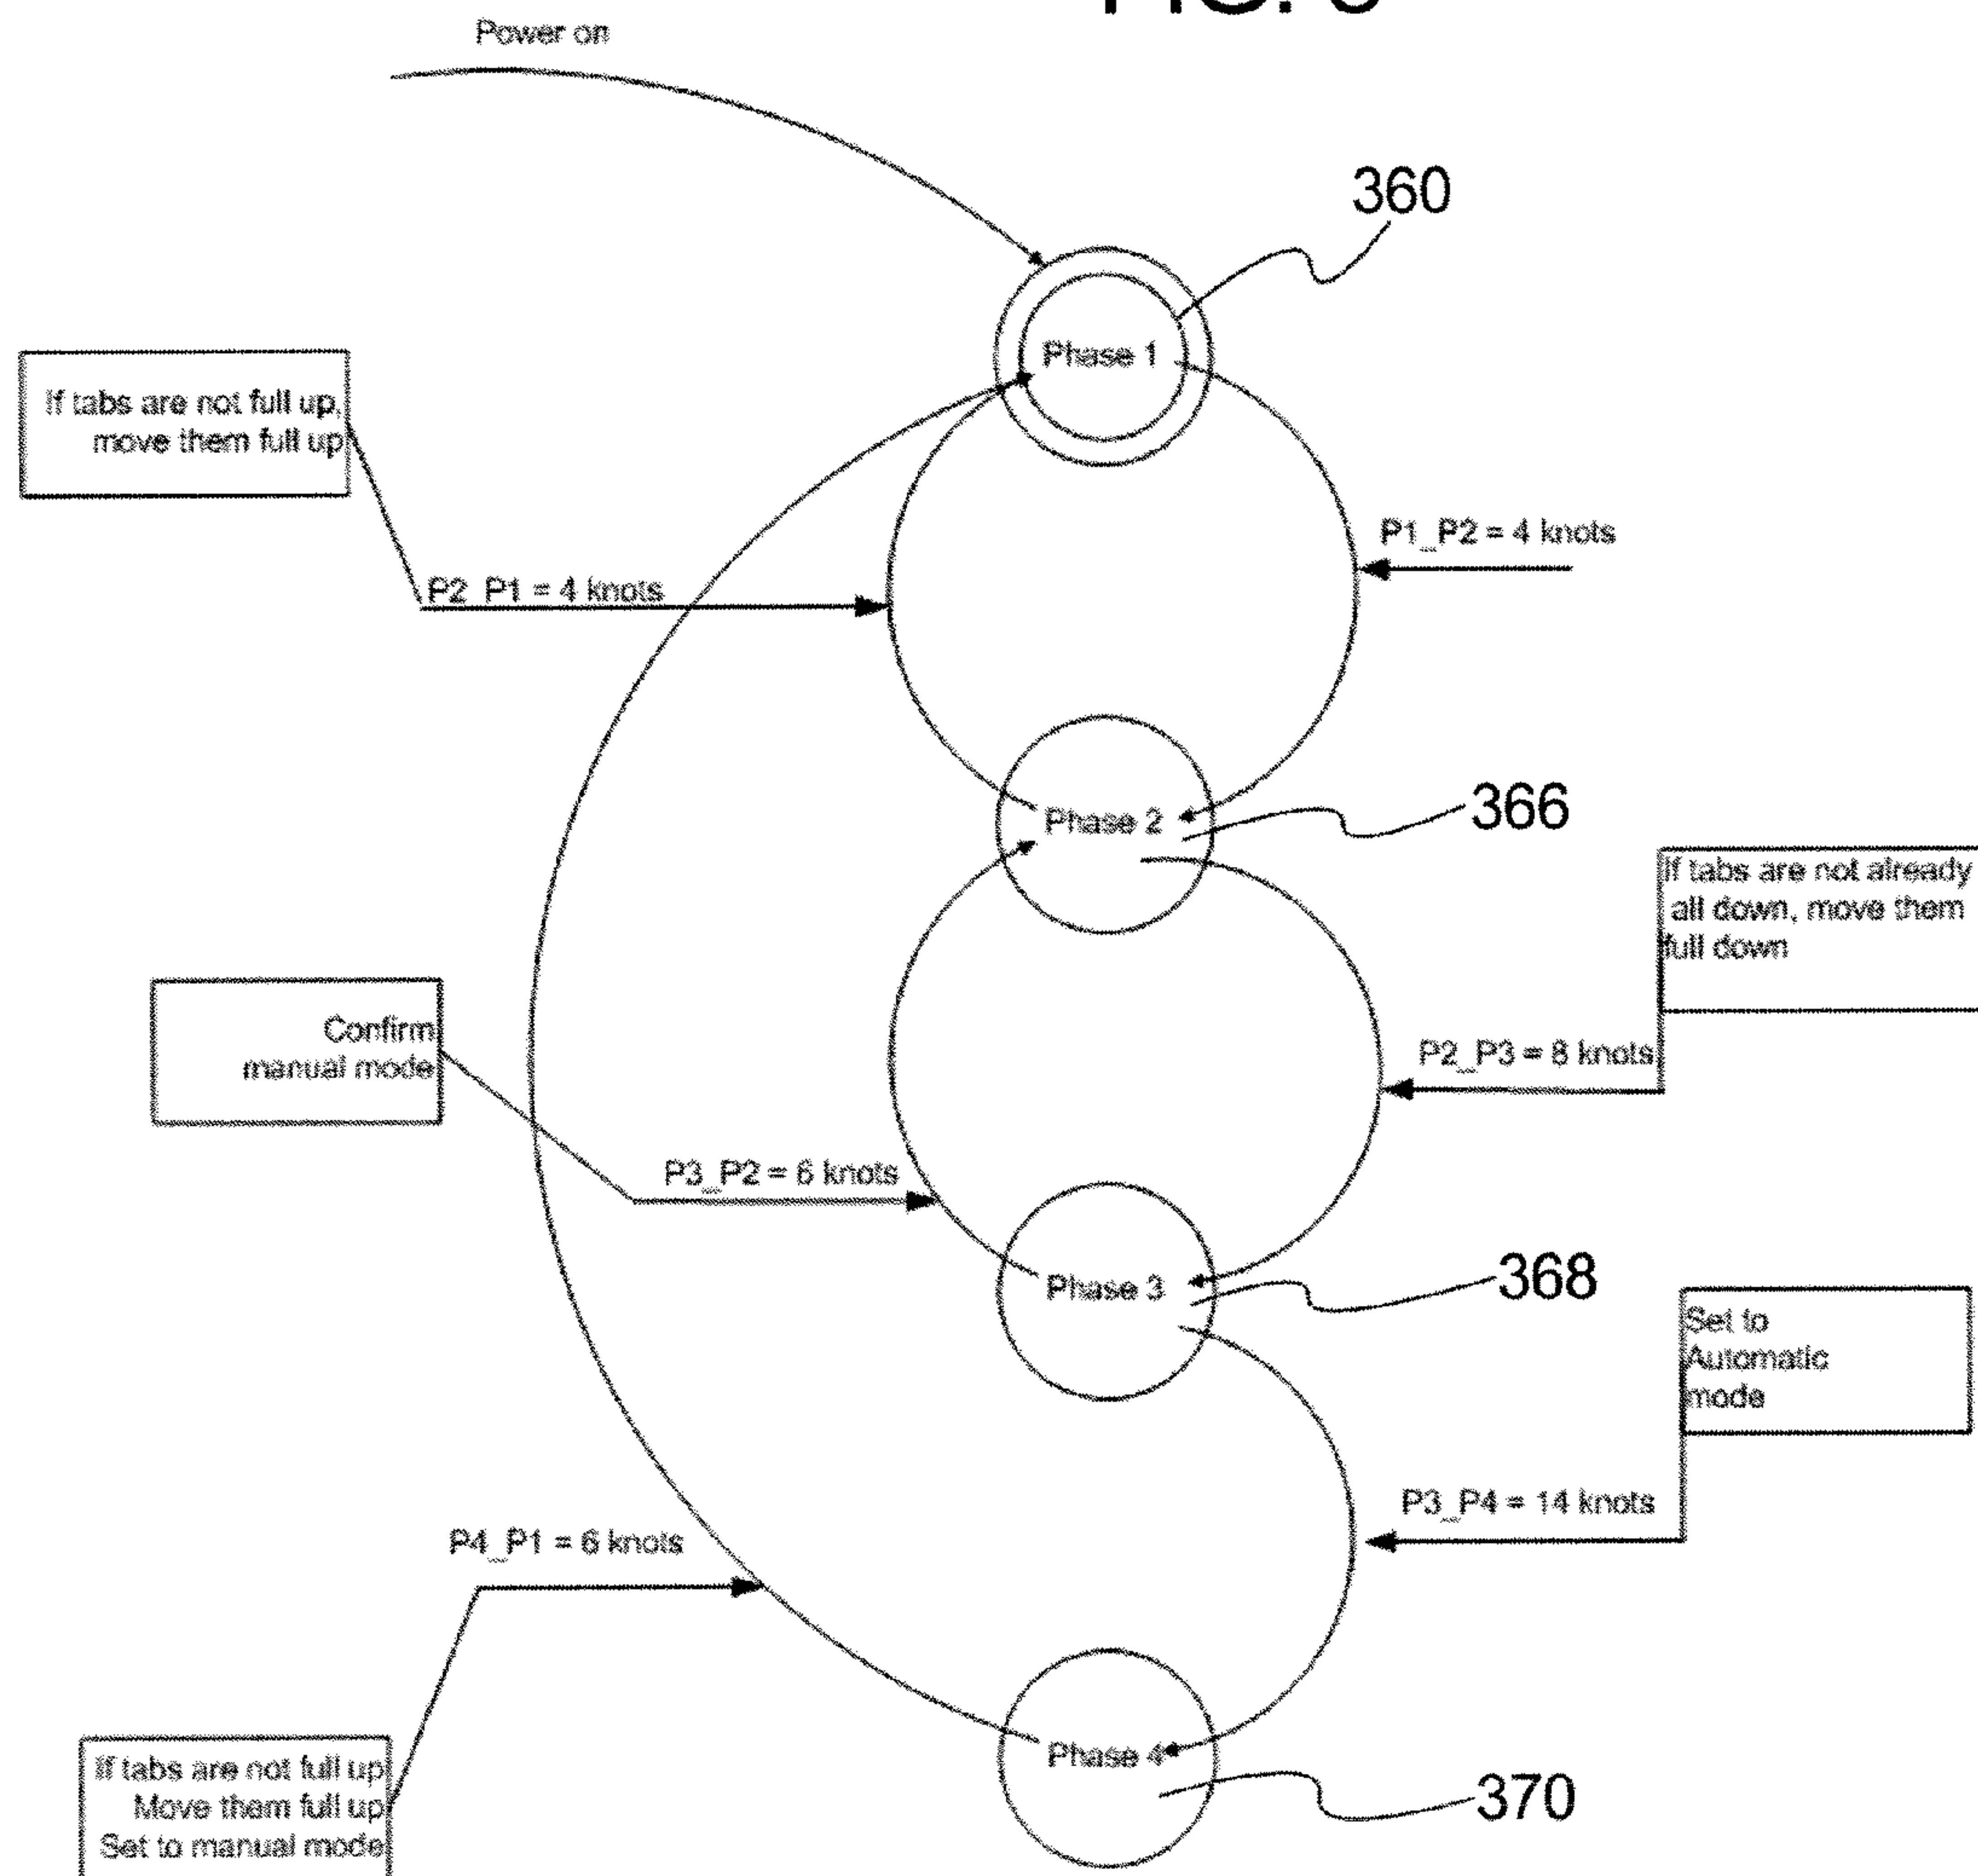 Power on
360
Phase 1
If tabs are not full up,
move them full up
P1_P2 = 4 knots
P2_P1 = 4 knots
Phase 2
366
If tabs are not already
all down, move them
full down
Confirm
manual mode
P2_P3 = 8 knots
P3_P2 = 6 knots
Phase 3
368
Set to
Automatic
mode
P3_P4 = 14 knots
P4_P1 = 6 knots
Phase 4
370
If tabs are not full up
Move them full up
Set to manual mode